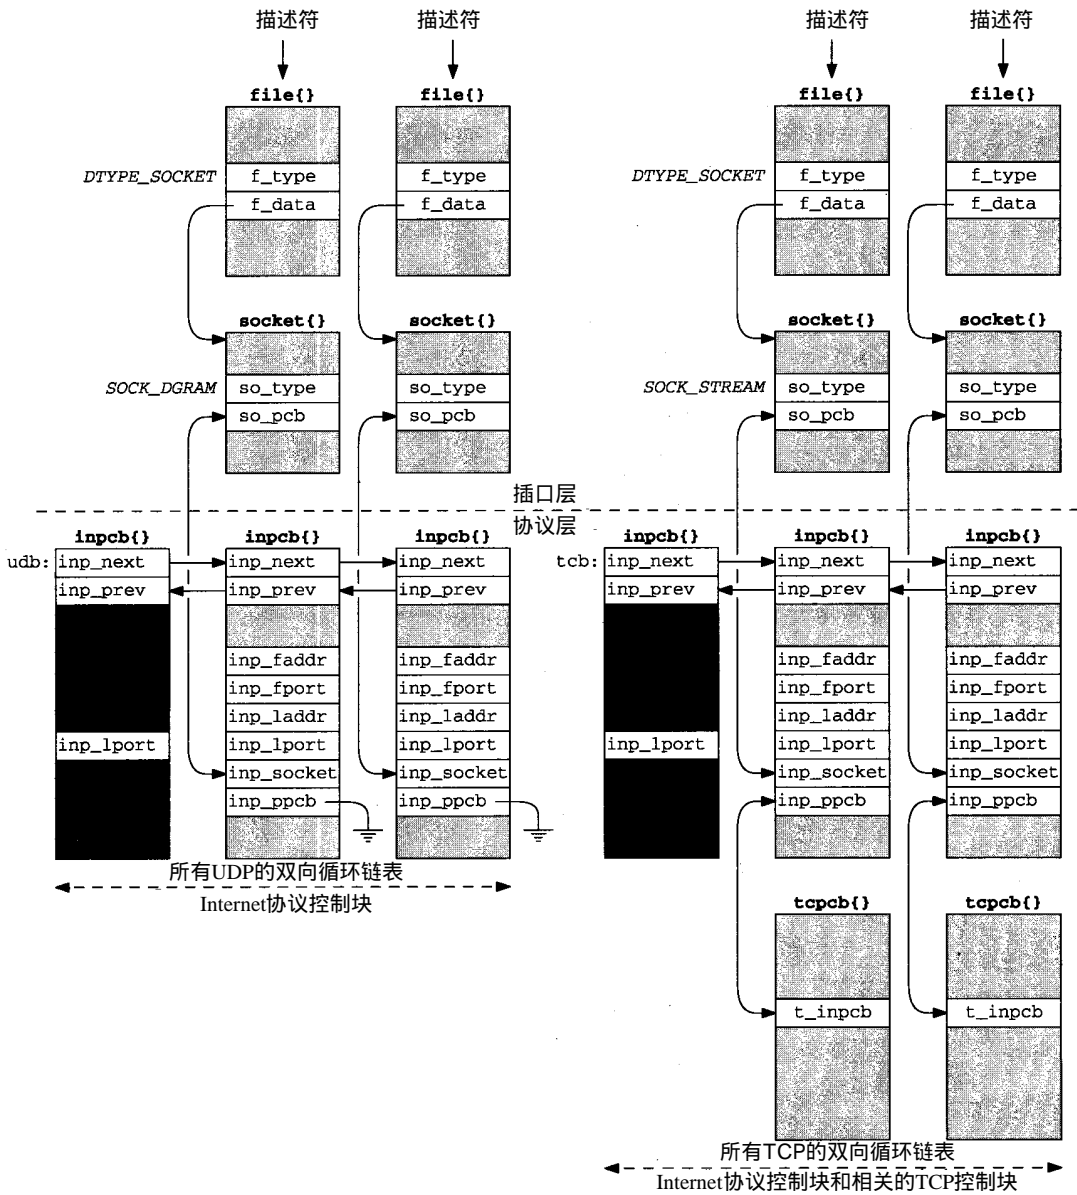 描述符 描述符 描述符 描述符
file{} file{} file{} file{}
DTYPE_SOCKET f_type f_type DTYPE_SOCKET f_type f_type
f_data f_data f_data f_data
socket{} socket{} socket{} socket{}
SOCK_DGRAM so_type so_type SOCK_STREAM so_type so_type
so_pcb so_pcb so_pcb so_pcb
插口层
协议层
inpcb{} inpcb{} inpcb{} inpcb{} inpcb{} inpcb{}
udb: inp_next inp_next inp_next tcb: inp_next inp_next inp_next
inp_prev inp_prev inp_prev inp_prev inp_prev inp_prev
inp_faddr inp_faddr inp_faddr inp_faddr
inp_fport inp_fport inp_fport inp_fport
inp_laddr inp_laddr inp_laddr inp_laddr
inp_lport inp_lport inp_lport inp_lport inp_lport inp_lport
inp_socket inp_socket inp_socket inp_socket
inp_ppcb inp_ppcb inp_ppcb inp_ppcb
所有UDP的双向循环链表
Internet协议控制块
tcpcb{} tcpcb{}
t_inpcb t_inpcb
所有TCP的双向循环链表
Internet协议控制块和相关的TCP控制块